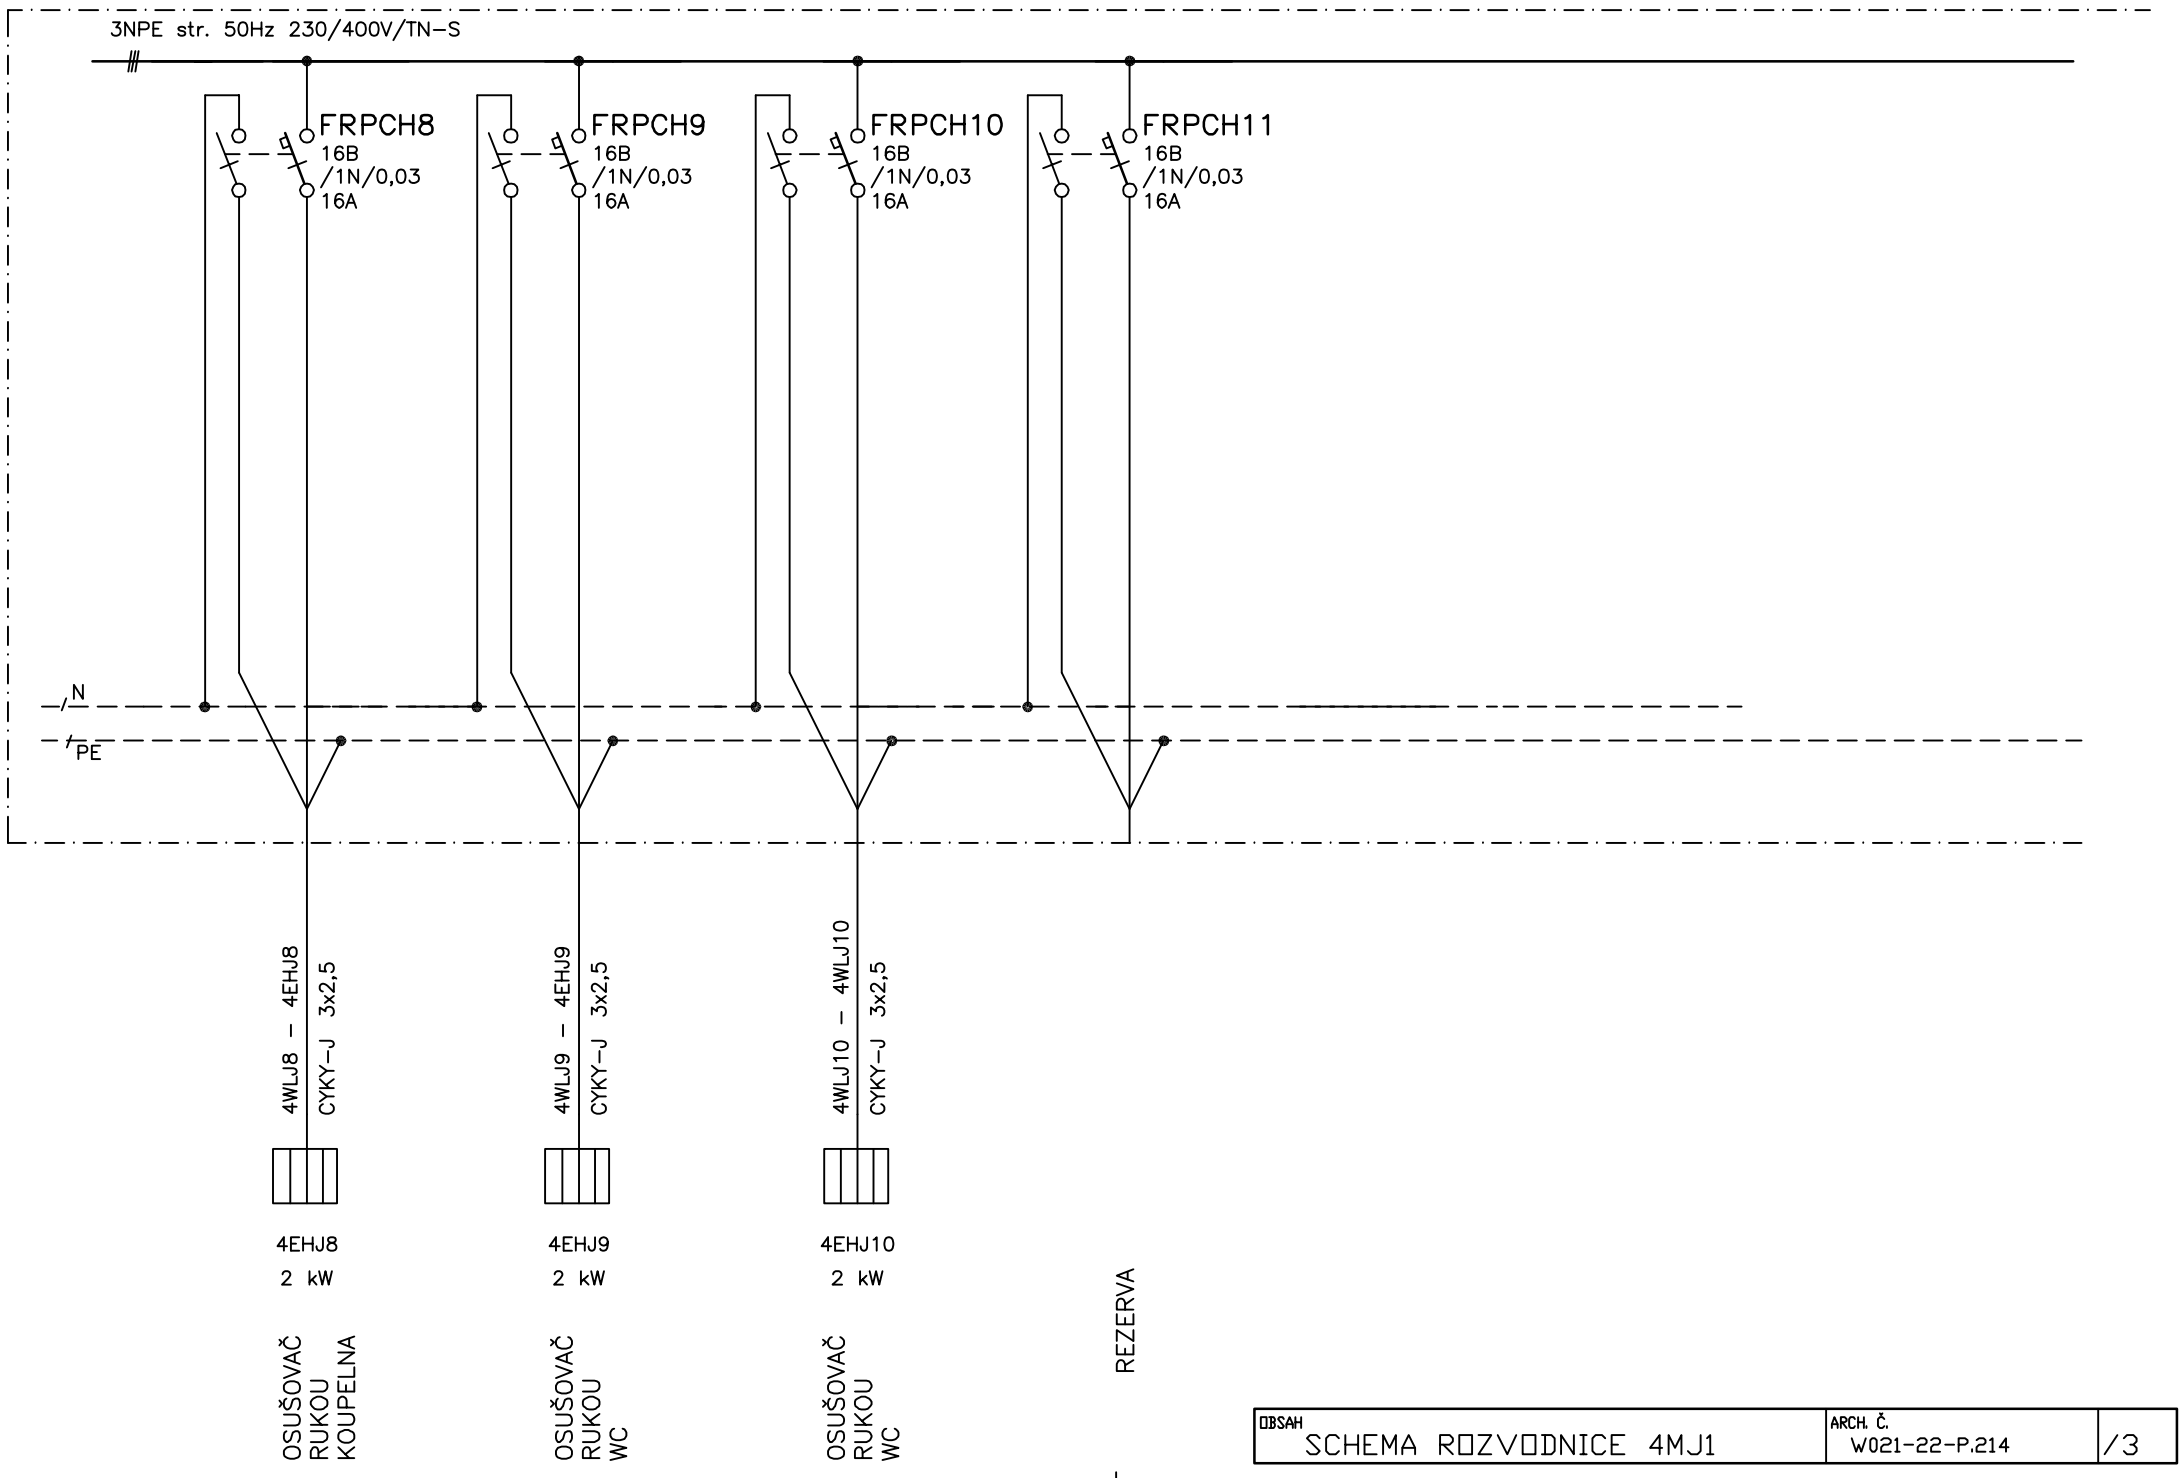 3NPE str. 50Hz 230/400V/TN-S
FRPCH8
16B
/1N/0,03
16A
FRPCH9
16B
/1N/0,03
16A
FRPCH10
16B
/1N/0,03
16A
FRPCH11
16B
/1N/0,03
16A
N
PE
4WLJ8 - 4EHJ8
CYKY-J 3x2,5
4WLJ9 - 4EHJ9
CYKY-J 3x2,5
4WLJ10 - 4WLJ10
CYKY-J 3x2,5
4EHJ8
2 kW
4EHJ9
2 kW
4EHJ10
2 kW
OSUŠOVAČ
RUKOU
KOUPELNA
OSUŠOVAČ
RUKOU
WC
OSUŠOVAČ
RUKOU
WC
REZERVA
OBSAH
SCHEMA ROZVODNICE 4MJ1
ARCH. Č.
W021-22-P.214
/3